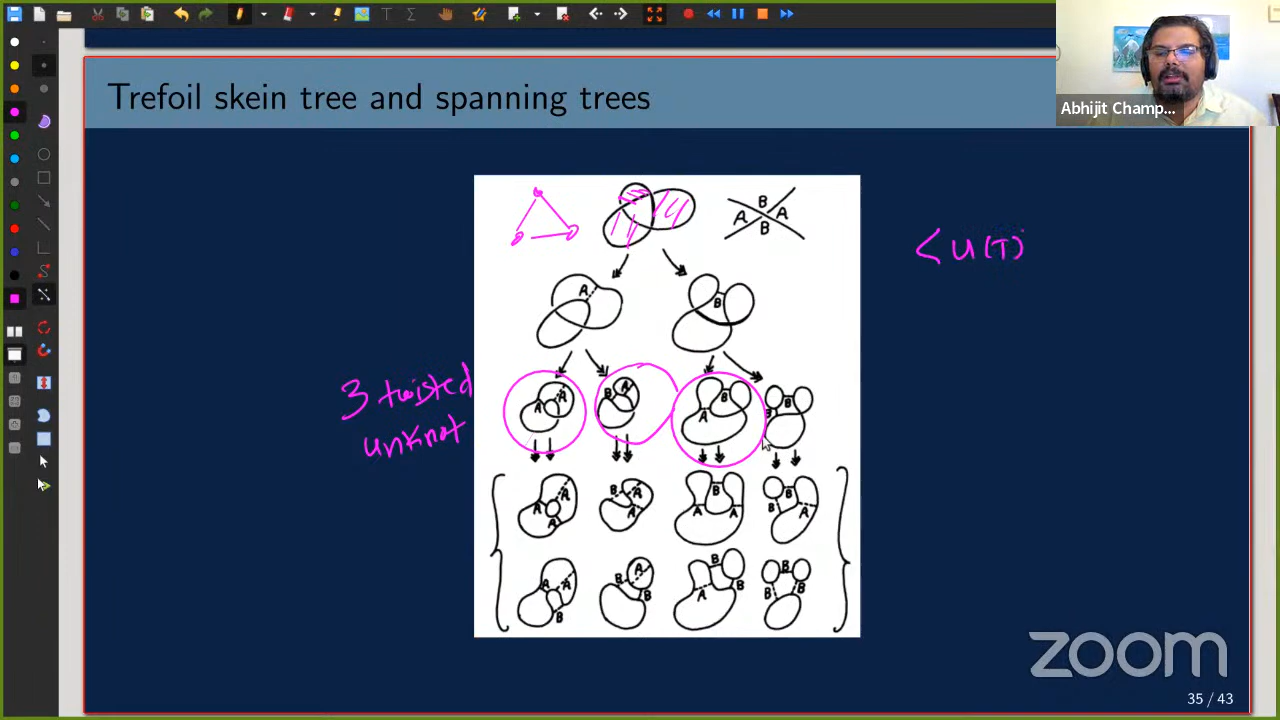 Abhijit Champ...
Trefoil skein tree and spanning trees
B
A A
B
< U(T)
A
B
3 twisted
unknot
A A
B A
A B
B
B
A A
A
B A
A
B
A A
B
B A
A A
B
B A
B
B
A B
B
B B
zoom
35 / 43